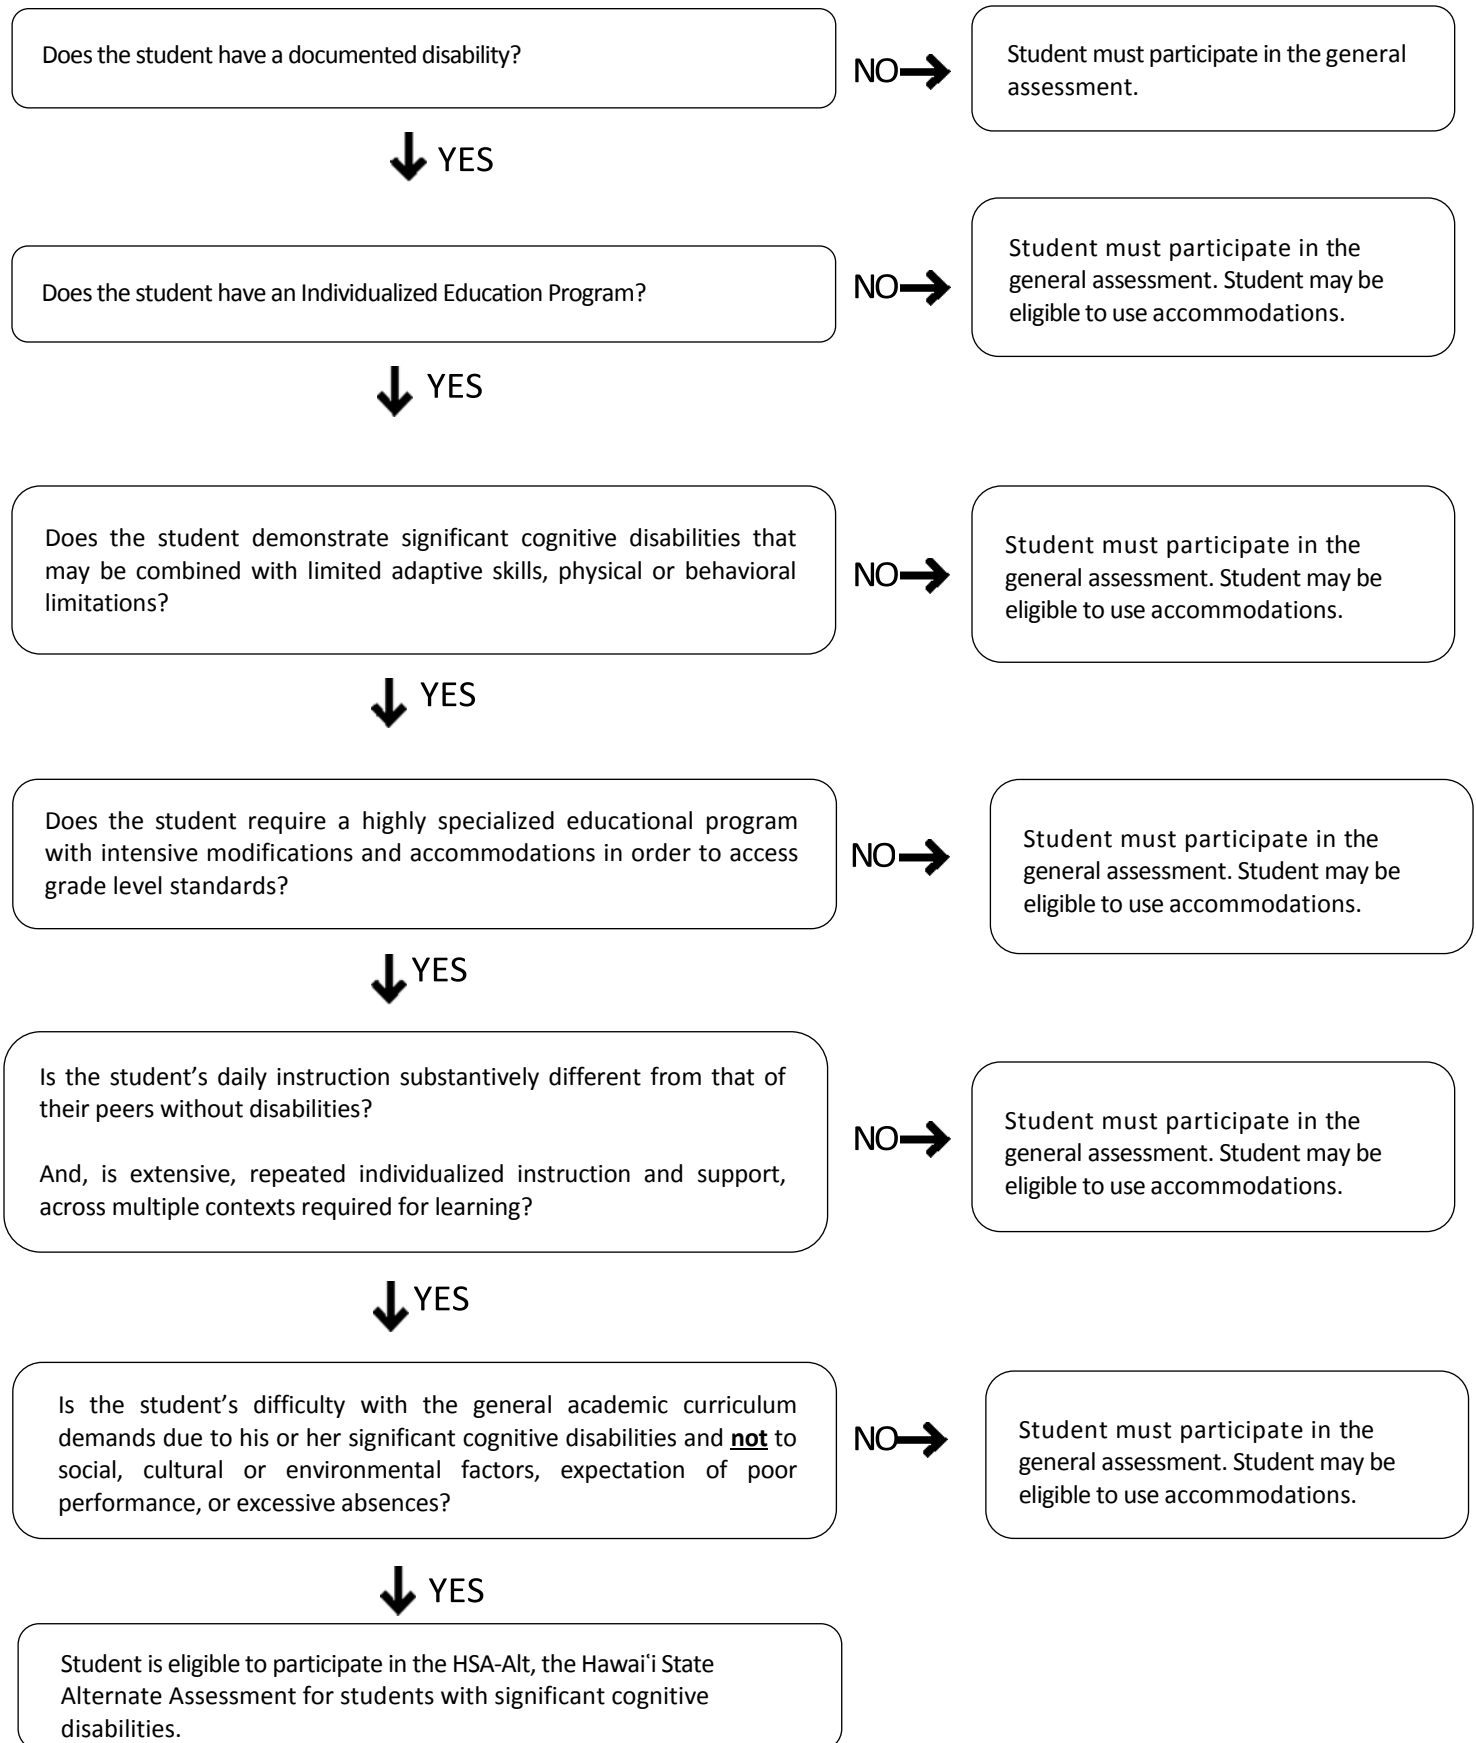 Does the student have a documented disability?
NO
Student must participate in the general
assessment.
YES
Does the student have an Individualized Education Program?
NO
Student must participate in the
general assessment. Student may be
eligible to use accommodations.
YES
Does the student demonstrate significant cognitive disabilities that
may be combined with limited adaptive skills, physical or behavioral
limitations?
NO
Student must participate in the
general assessment. Student may be
eligible to use accommodations.
YES
Does the student require a highly specialized educational program
with intensive modifications and accommodations in order to access
grade level standards?
NO
Student must participate in the
general assessment. Student may be
eligible to use accommodations.
YES
Is the student’s daily instruction substantively different from that of
their peers without disabilities?
And, is extensive, repeated individualized instruction and support,
across multiple contexts required for learning?
NO
Student must participate in the
general assessment. Student may be
eligible to use accommodations.
YES
Is the student’s difficulty with the general academic curriculum
demands due to his or her significant cognitive disabilities and not to
social, cultural or environmental factors, expectation of poor
performance, or excessive absences?
NO
Student must participate in the
general assessment. Student may be
eligible to use accommodations.
YES
Student is eligible to participate in the HSA-Alt, the Hawaiʻi State
Alternate Assessment for students with significant cognitive
disabilities.